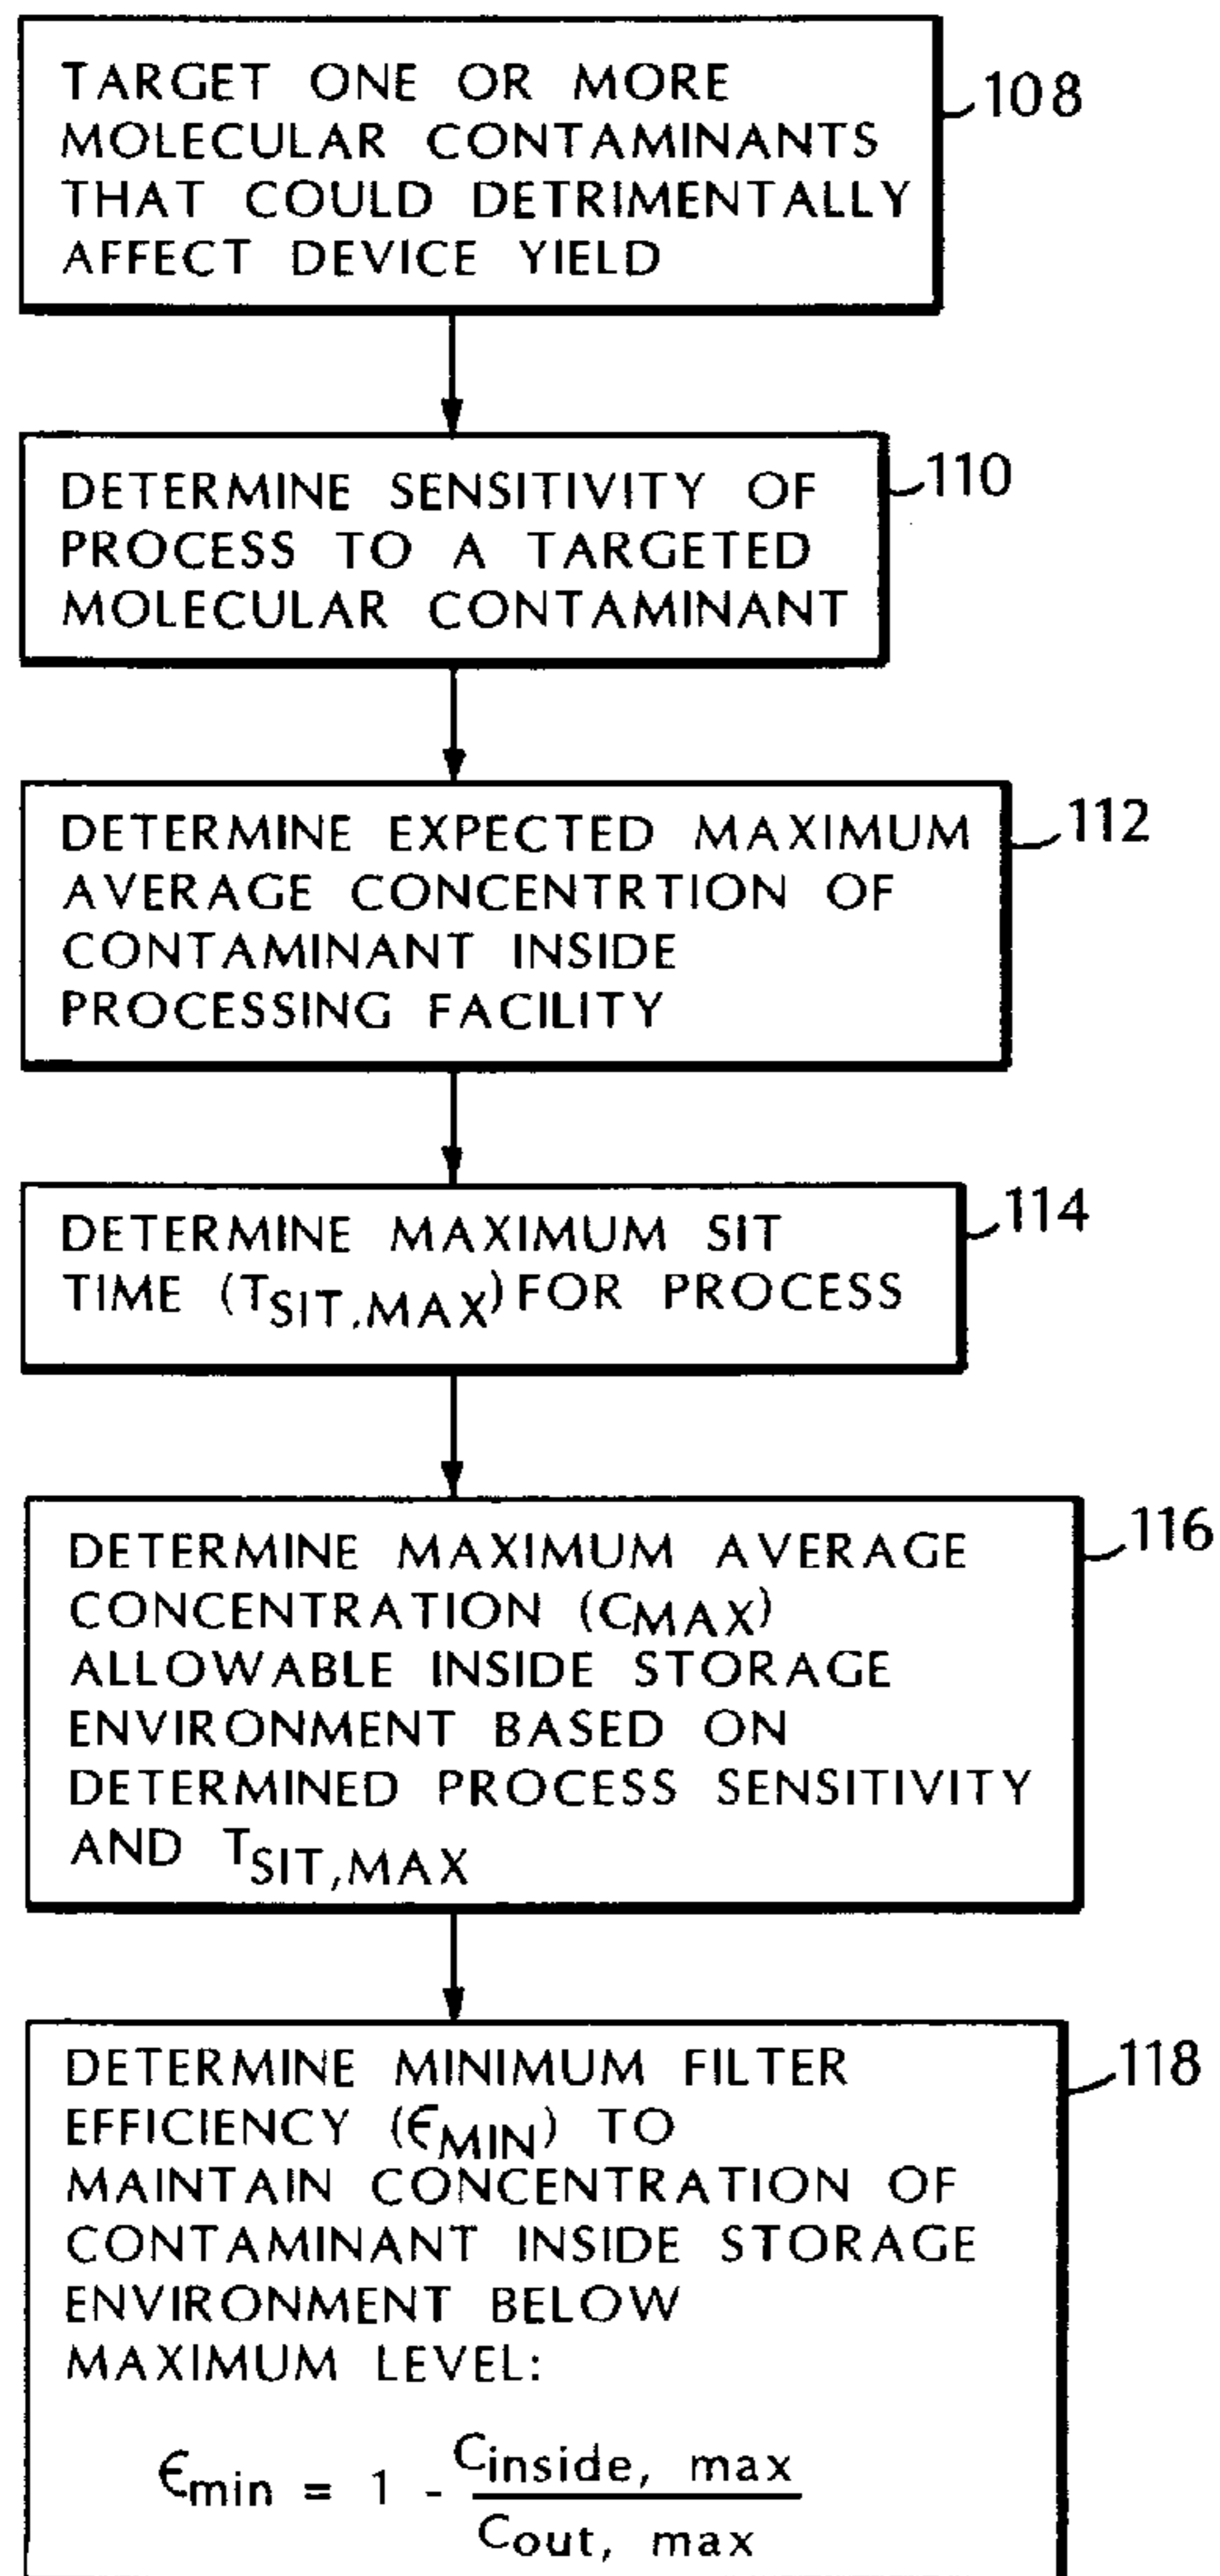 TARGET ONE OR MORE
MOLECULAR CONTAMINANTS
THAT COULD DETRIMENTALLY
AFFECT DEVICE YIELD
108
DETERMINE SENSITIVITY OF
PROCESS TO A TARGETED
MOLECULAR CONTAMINANT
110
DETERMINE EXPECTED MAXIMUM
AVERAGE CONCENTRTION OF
CONTAMINANT INSIDE
PROCESSING FACILITY
112
DETERMINE MAXIMUM SIT
TIME (TSIT,MAX) FOR PROCESS
114
DETERMINE MAXIMUM AVERAGE
CONCENTRATION (CMAX)
ALLOWABLE INSIDE STORAGE
ENVIRONMENT BASED ON
DETERMINED PROCESS SENSITIVITY
AND TSIT,MAX
116
DETERMINE MINIMUM FILTER
EFFICIENCY (ϵMIN) TO
MAINTAIN CONCENTRATION OF
CONTAMINANT INSIDE STORAGE
ENVIRONMENT BELOW
MAXIMUM LEVEL:
118
ϵmin = 1 - Cinside, max
Cout, max